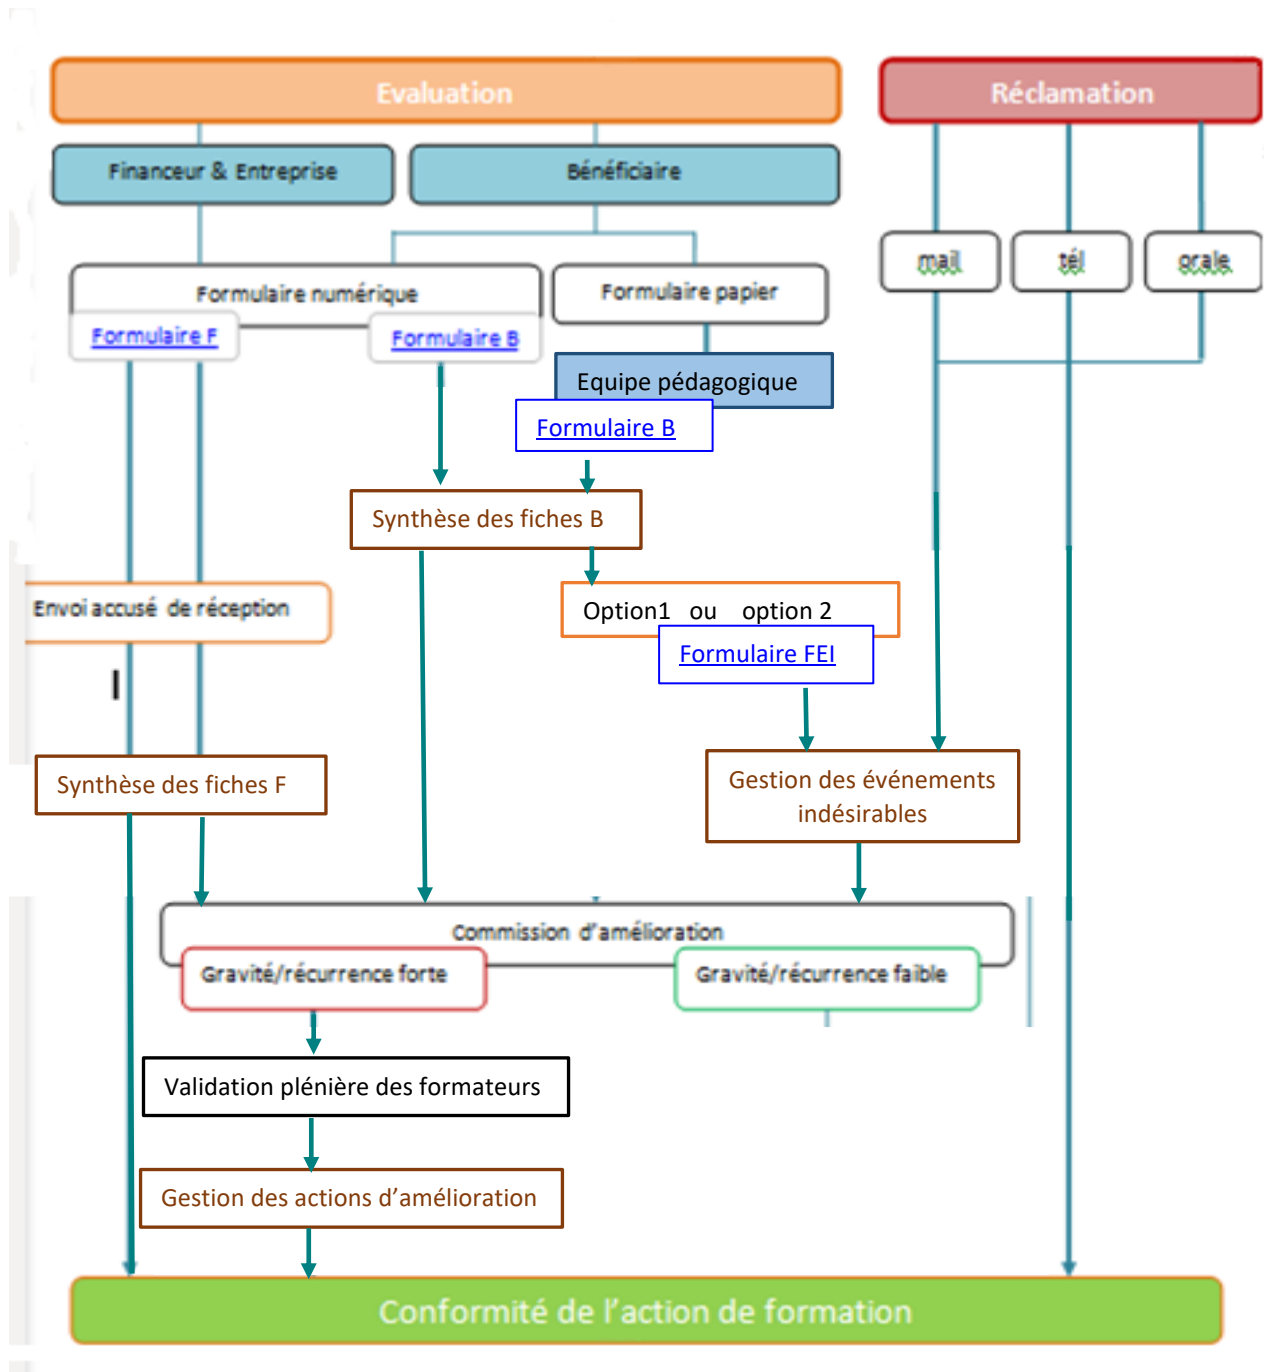 Evaluation
Réclamation
Financeur & Entreprise
Bénéficiaire
mail
tél
orale
Formulaire numérique
Formulaire papier
Formulaire F
Formulaire B
Equipe pédagogique
Formulaire B
Synthèse des fiches B
Envoi accusé de réception
Option1 ou option 2
Formulaire FEI
Synthèse des fiches F
Gestion des événements
indésirables
Commission d'amélioration
Gravité/récurrence forte
Gravité/récurrence faible
Validation plénière des formateurs
Gestion des actions d’amélioration
Conformité de l'action de formation